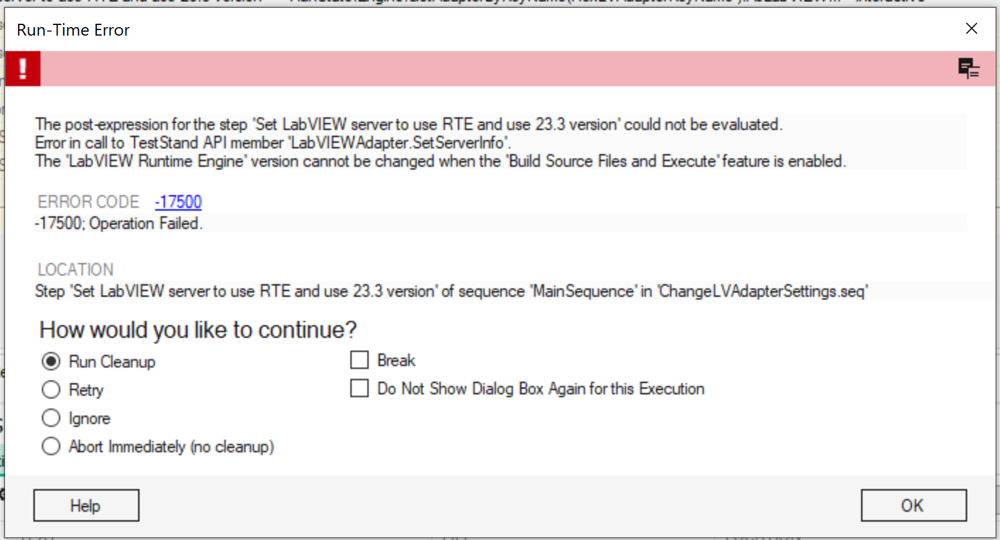 Run-Time Error
The post-expression for the step 'Set LabVIEW server to use RTE and use 23.3 version' could not be evaluated.
Error in call to TestStand API member 'LabVIEWAdapter.SetServerInfo'.
The 'LabVIEW Runtime Engine' version cannot be changed when the 'Build Source Files and Execute' feature is enabled.
ERROR CODE -17500
-17500; Operation Failed.
LOCATION
Step 'Set LabVIEW server to use RTE and use 23.3 version' of sequence 'MainSequence' in 'ChangeLVAdapterSettings.seq'
How would you like to continue?
Run Cleanup
Break
Retry
Do Not Show Dialog Box Again for this Execution
Ignore
Abort Immediately (no cleanup)
Help
OK